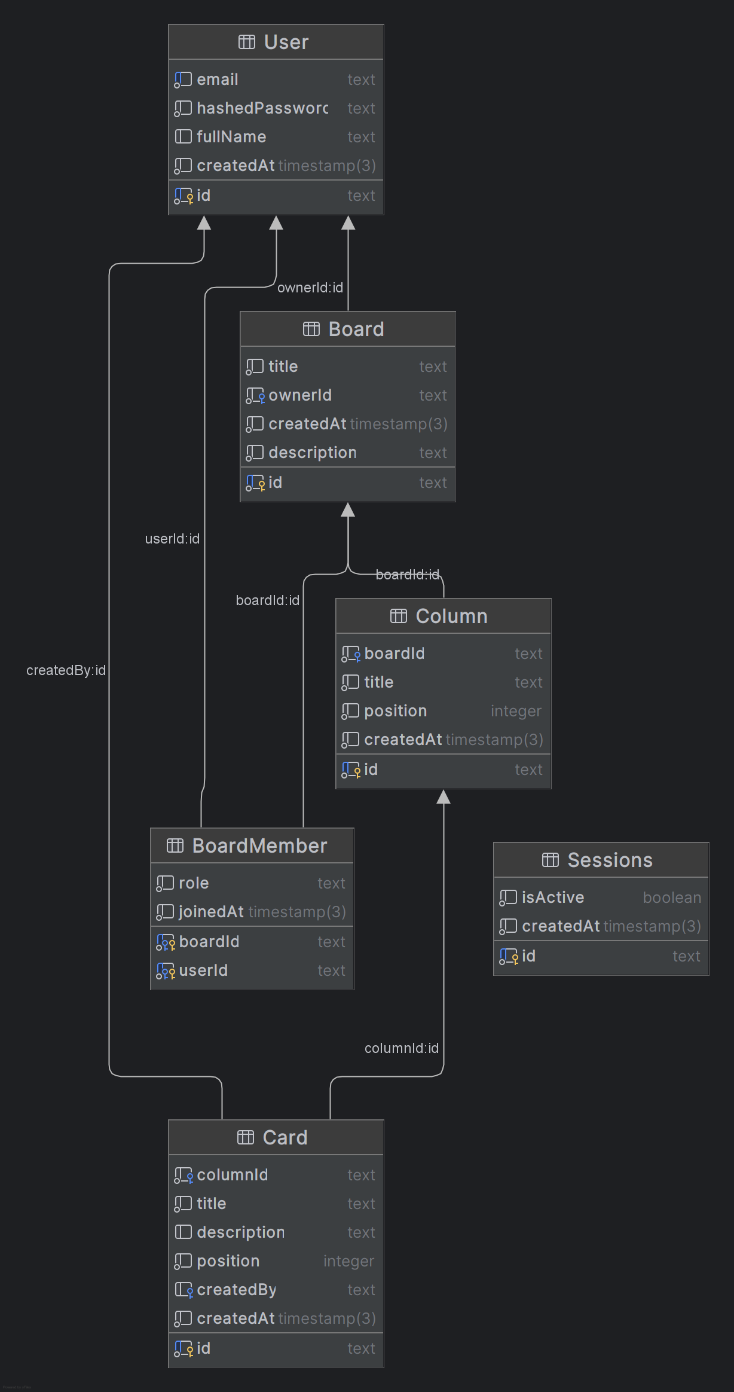 User
email text
hashedPassword text
fullName text
createdAt timestamp(3)
id text
ownerId:id
Board
title text
ownerId text
createdAt timestamp(3)
description text
id text
userId:id
boardId:id
boardId:id
Column
boardId text
title text
position integer
createdAt timestamp(3)
id text
createdBy:id
BoardMember
role text
joinedAt timestamp(3)
boardId text
userId text
Sessions
isActive boolean
createdAt timestamp(3)
id text
columnId:id
Card
columnId text
title text
description text
position integer
createdBy text
createdAt timestamp(3)
id text